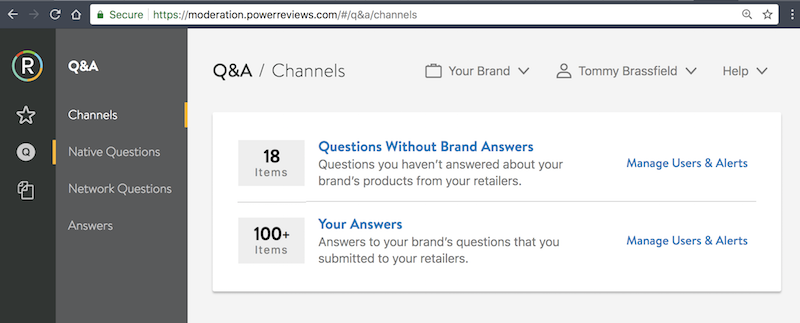 Secure https://moderation.powerreviews.com/#/q&a/channels
R
Q&A
Channels
Q
Native Questions
Network Questions
Answers
Q&A / Channels
Your Brand
Tommy Brassfield
Help
18
Items
Questions Without Brand Answers
Questions you haven't answered about your
brand's products from your retailers.
Manage Users & Alerts
100+
Items
Your Answers
Answers to your brand's questions that you
submitted to your retailers.
Manage Users & Alerts